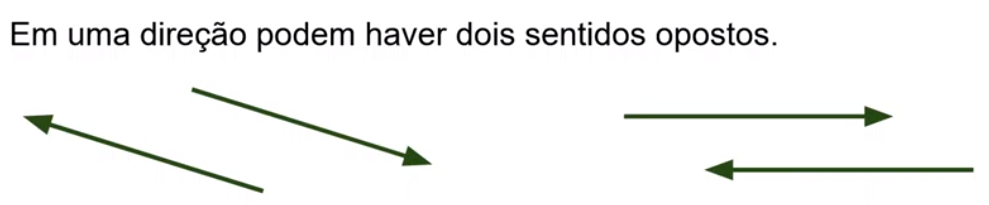 Em uma direção podem haver dois sentidos opostos.